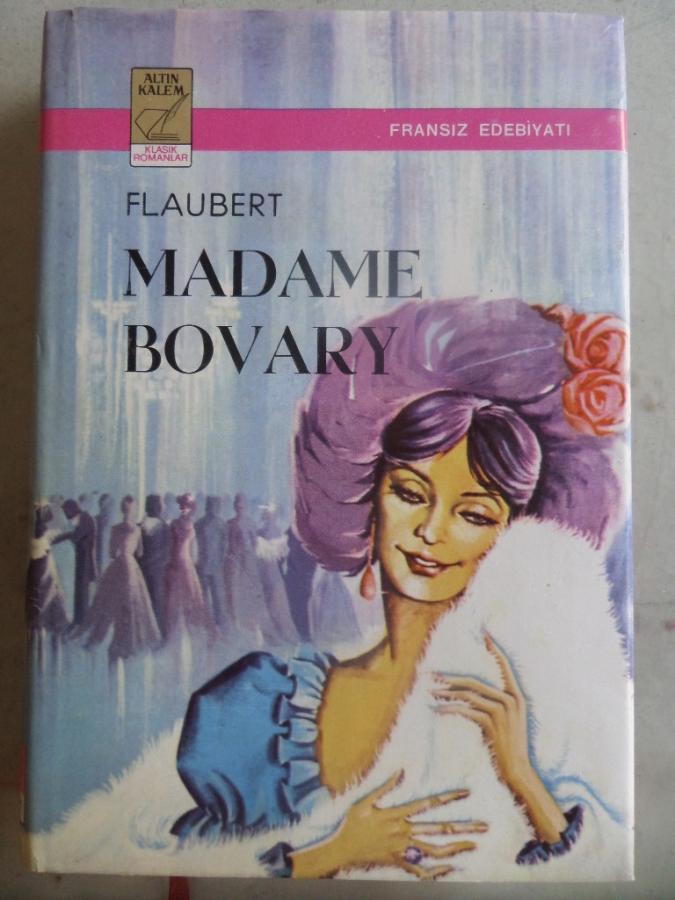 ALTIN
KALEM
KLASİK
ROMANLAR
FRANSIZ EDEBİYATI
FLAUBERT
MADAME
BOVARY